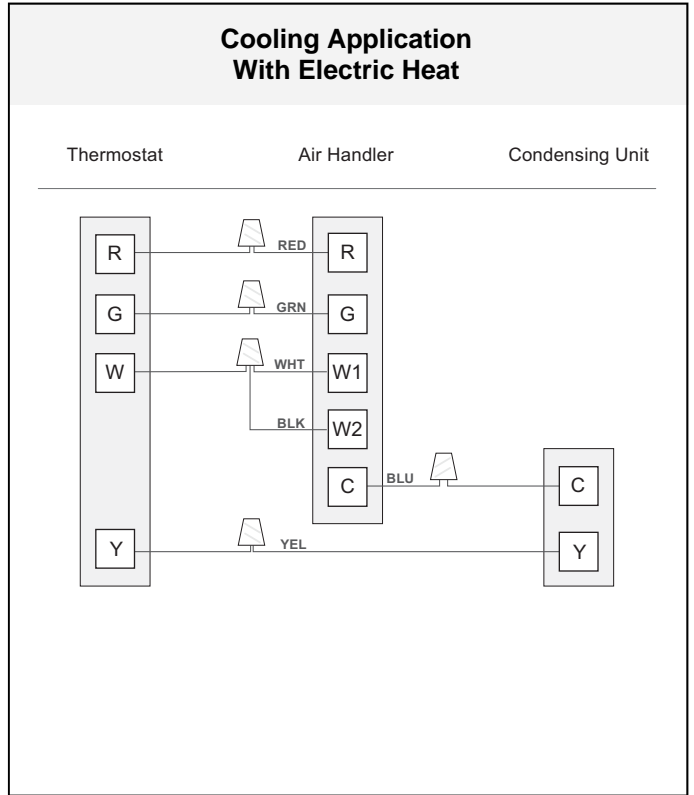 Cooling Application
With Electric Heat
Thermostat Air Handler Condensing Unit
R RED R
G GRN G
W WHT W1
BLK W2
C BLU C
Y YEL Y